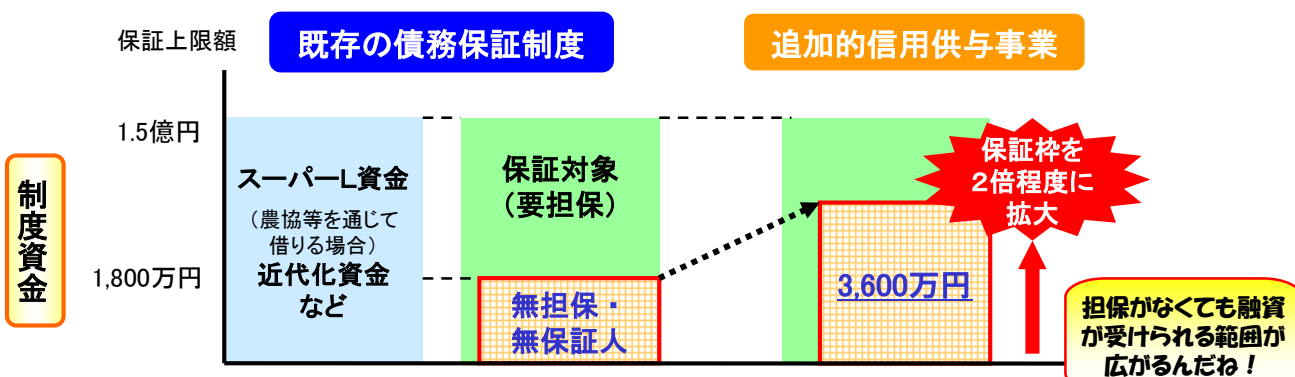 保証上限額
既存の債務保証制度
追加的信用供与事業
1.5億円
制度資金
スーパーL資金
（農協等を通じて
借りる場合）
近代化資金
など
保証対象
（要担保）
保証枠を
２倍程度に
拡大
1,800万円
無担保・
無保証人
3,600万円
担保がなくても融資
が受けられる範囲が
広がるんだね！